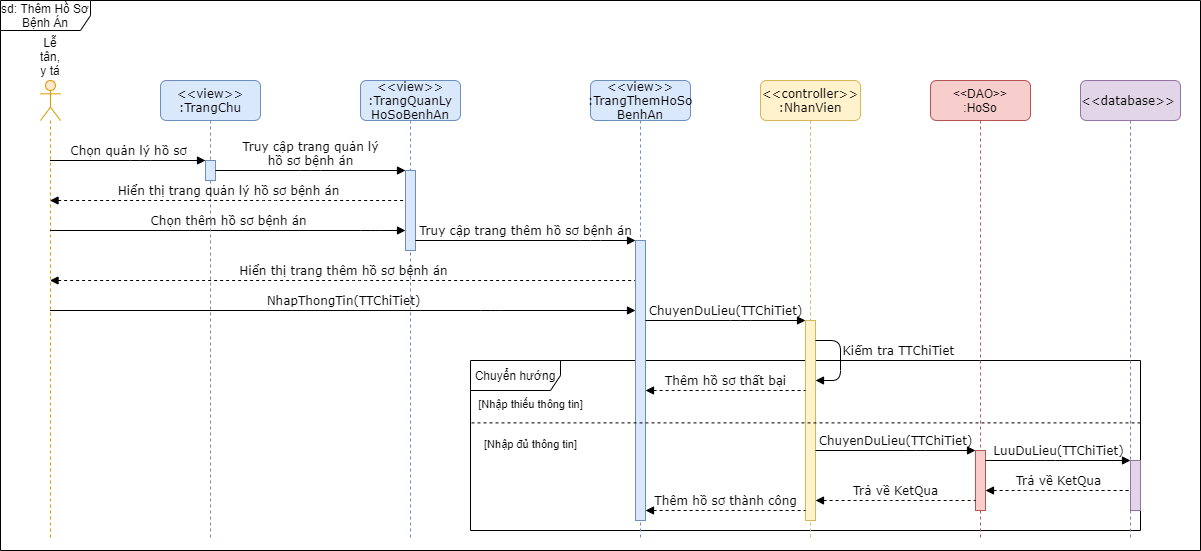 sd: Thêm Hồ Sơ
Bệnh Án
Lễ
tân,
y tá
<<view>>
:TrangChu
<<view>>
:TrangQuanLy
HoSoBenhAn
<<view>>
:TrangThemHoSo
BenhAn
<<controller>>
:NhanVien
<<DAO>>
:HoSo
<<database>>
Chọn quản lý hồ sơ
Truy cập trang quản lý
hồ sơ bệnh án
Hiển thị trang quản lý hồ sơ bệnh án
Chọn thêm hồ sơ bệnh án
Truy cập trang thêm hồ sơ bệnh án
Hiển thị trang thêm hồ sơ bệnh án
NhapThongTin(TTChiTiet)
ChuyenDuLieu(TTChiTiet)
Kiểm tra TTChiTiet
Chuyển hướng
Thêm hồ sơ thất bại
[Nhập thiếu thông tin]
[Nhập đủ thông tin]
ChuyenDuLieu(TTChiTiet)
LuuDuLieu(TTChiTiet)
Trả về KetQua
Trả về KetQua
Thêm hồ sơ thành công